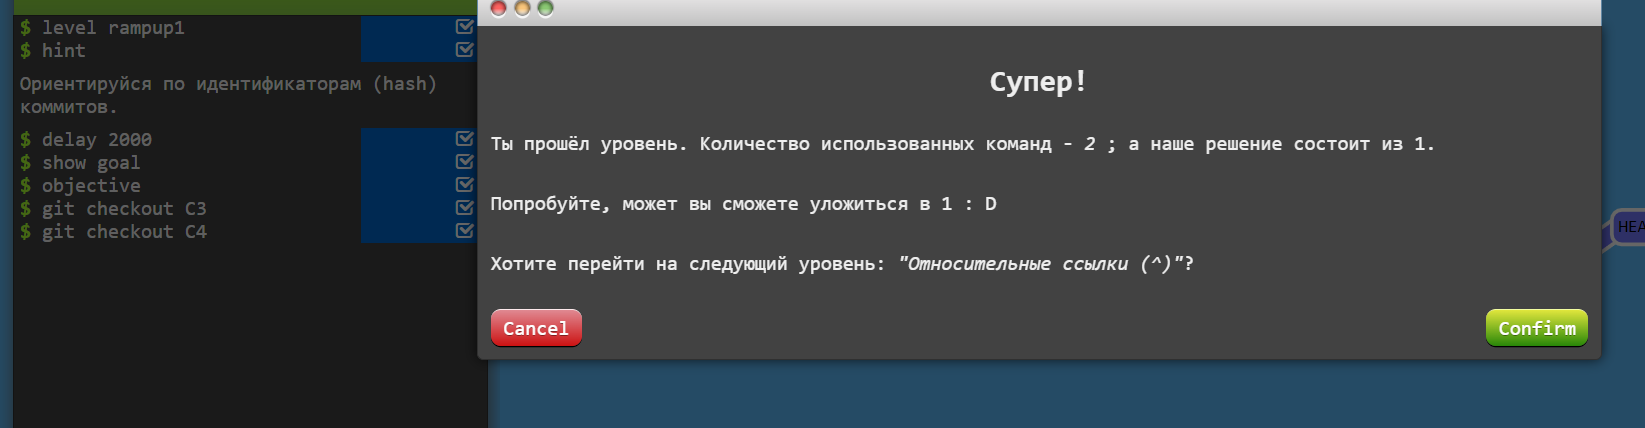 $ level rampup1
$ hint
Ориентируйся по идентификаторам (hash)
коммитов.
$ delay 2000
$ show goal
$ objective
$ git checkout C3
$ git checkout C4
Супер!
Ты прошёл уровень. Количество использованных команд - 2 ; а наше решение состоит из 1.
Попробуйте, может вы сможете уложиться в 1 : D
Хотите перейти на следующий уровень: "Относительные ссылки (^)"?
Cancel
Confirm
HEA